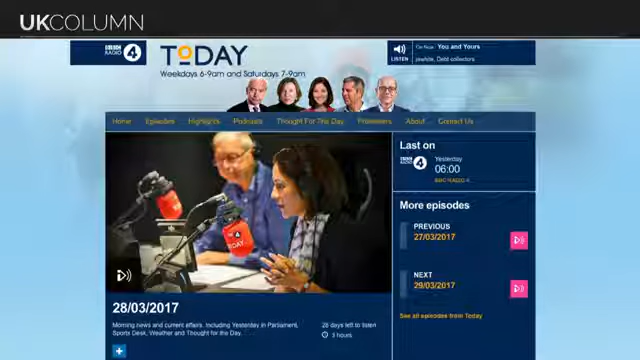 UKCOLUMN
BBC
RADIO 4
TODAY
Weekdays 6-9am and Saturdays 7-9am
LISTEN
On Now: You and Yours
Debt collectors
Home Episodes Highlights Podcasts Thought For The Day Presenters About Contact Us
TODAY
Last on
BBC
RADIO 4
Yesterday
06:00
BBC RADIO 4
More episodes
PREVIOUS
27/03/2017
NEXT
29/03/2017
See all episodes from Today
28/03/2017
Morning news and current affairs. Including Yesterday in Parliament,
Sports Desk, Weather and Thought for the Day.
28 days left to listen
3 hours